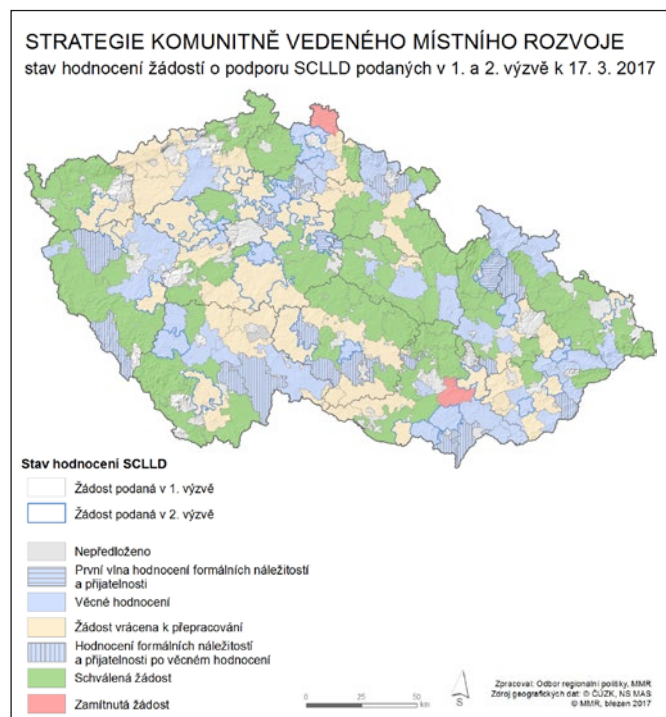 STRATEGIE KOMUNITNĚ VEDENÉHO MÍSTNÍHO ROZVOJE
stav hodnocení žádostí o podporu SCLLD podaných v 1. a 2. výzvě k 17. 3. 2017
Stav hodnocení SCLLD
Žádost podaná v 1. výzvě
Žádost podaná v 2. výzvě
Nepředloženo
První vlna hodnocení formálních náležitostí
a přijatelnosti
Věcné hodnocení
Žádost vrácena k přepracování
Hodnocení formálních náležitostí
a přijatelnosti po věcném hodnocení
Schválená žádost
Zamítnutá žádost
0 25 50
km
S
Zpracoval: Odbor regionální politiky, MMR
Zdroj geografických dat: © ČÚZK, NS MAS
© MMR, březen 2017